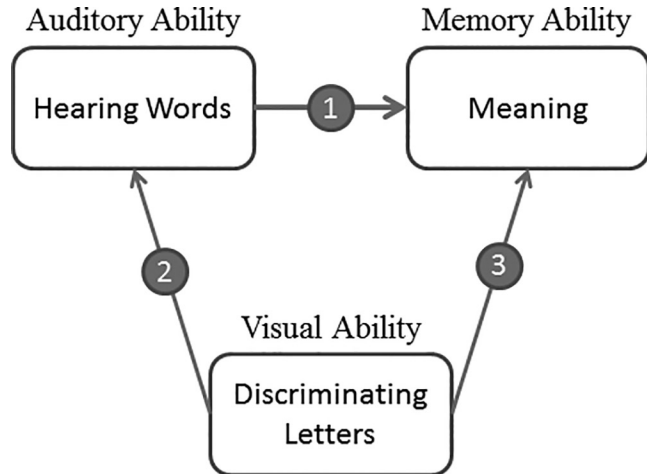 Auditory Ability
Memory Ability
Hearing Words
1
Meaning
2
3
Visual Ability
Discriminating
Letters